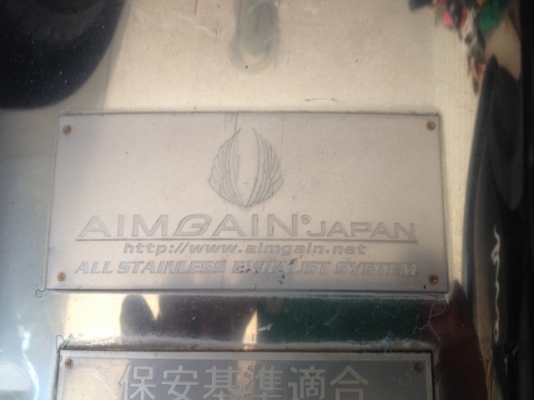 AIMGAIN® JAPAN
http://www.aimgain.net
ALL STAINLESS EXHAUST SYSTEM
保安基準適合